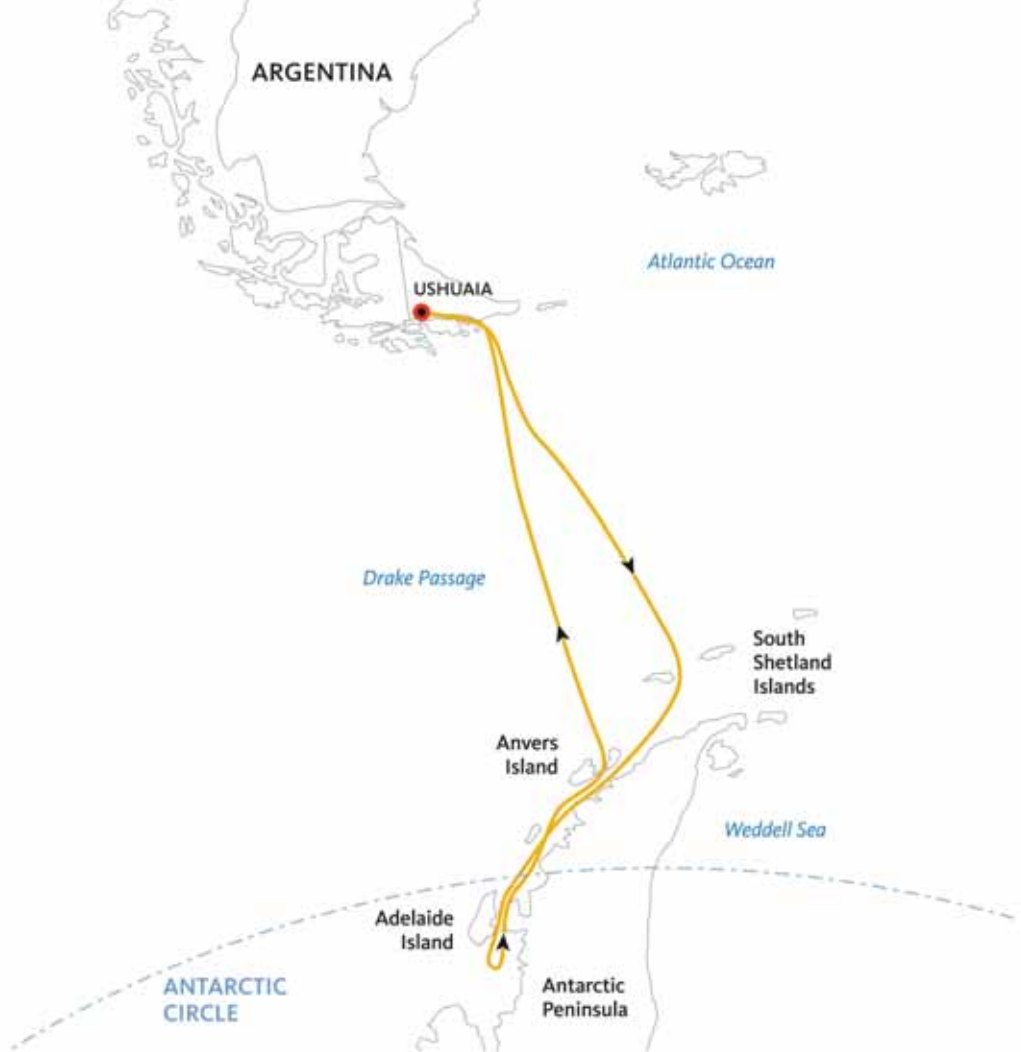 ARGENTINA
Atlantic Ocean
USHUAIA
Drake Passage
South
Shetland
Islands
Anvers
Island
Weddell Sea
Adelaide
Island
ANTARCTIC
CIRCLE
Antarctic
Peninsula